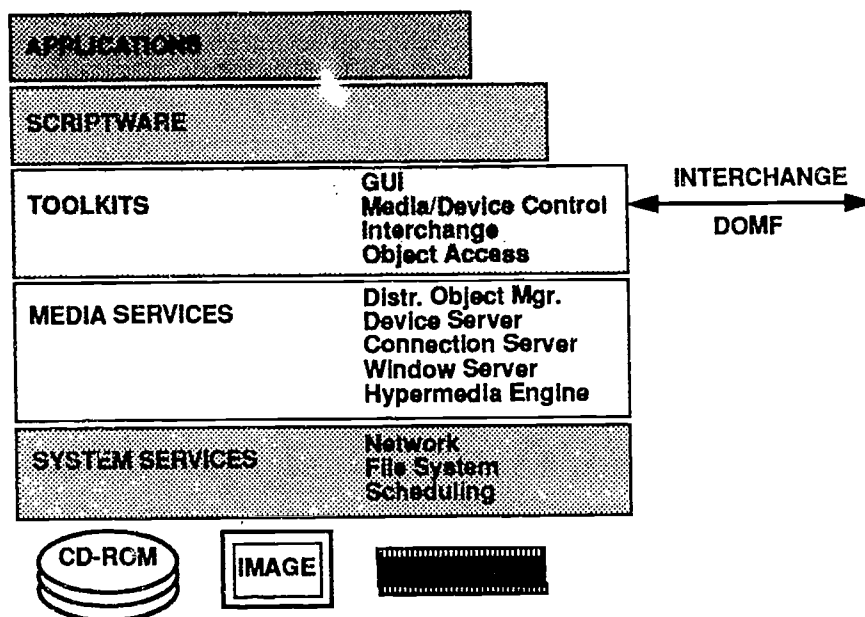 APPLICATIONS
SCRIPTWARE
TOOLKITS
GUI
Media/Device Control
Interchange
Object Access
INTERCHANGE
DOMF
MEDIA SERVICES
Distr. Object Mgr.
Device Server
Connection Server
Window Server
Hypermedia Engine
SYSTEM SERVICES
Network
File System
Scheduling
CD-ROM
IMAGE